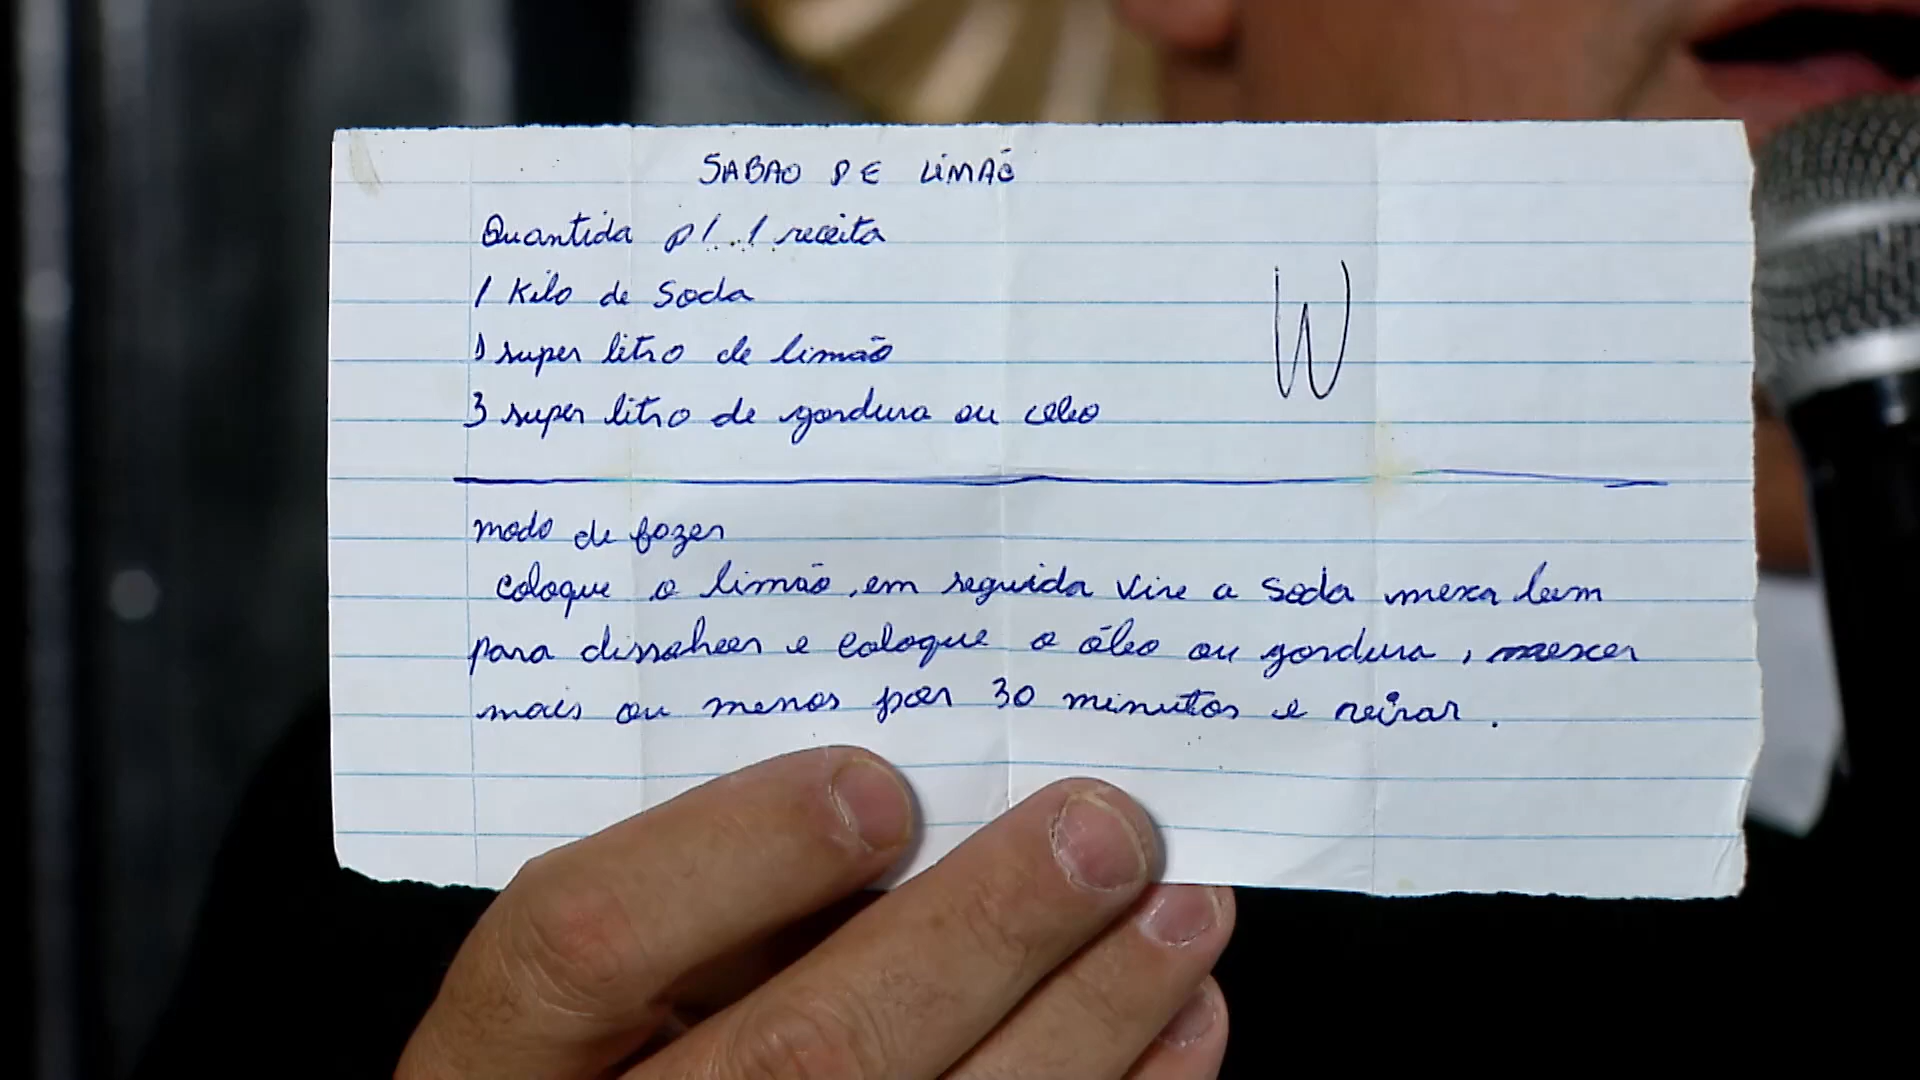 SABAO DE LIMÃO
Quantida p/ 1 receita
1 Kilo de Soda
1 super litro de limão
3 super litro de gordura ou oleo
W
modo de fazer
coloque o limão, em seguida vire a Soda mexa bem
para dissolver e coloque o óleo ou gordura, mexer
mais ou menos por 30 minutos e